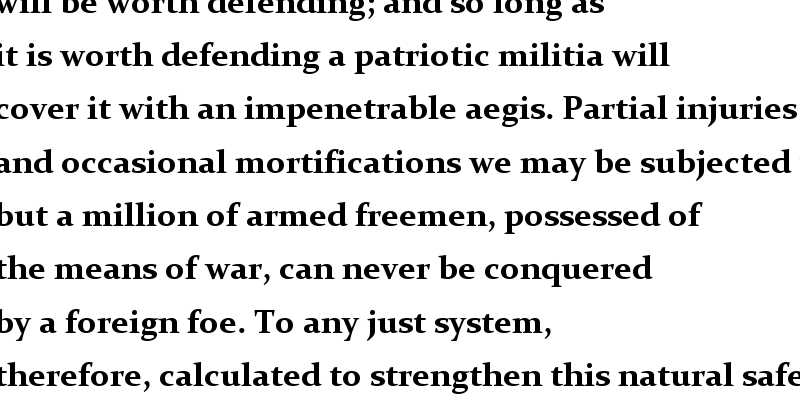 will be worth defending; and so long as
it is worth defending a patriotic militia will
cover it with an impenetrable aegis. Partial injuries
and occasional mortifications we may be subjected
but a million of armed freemen, possessed of
the means of war, can never be conquered
by a foreign foe. To any just system,
therefore, calculated to strengthen this natural